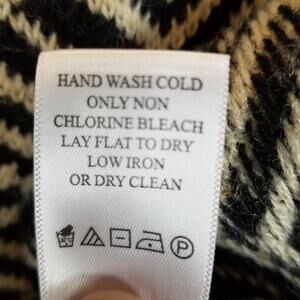 HAND WASH COLD
ONLY NON
CHLORINE BLEACH
LAY FLAT TO DRY
LOW IRON
OR DRY CLEAN
P